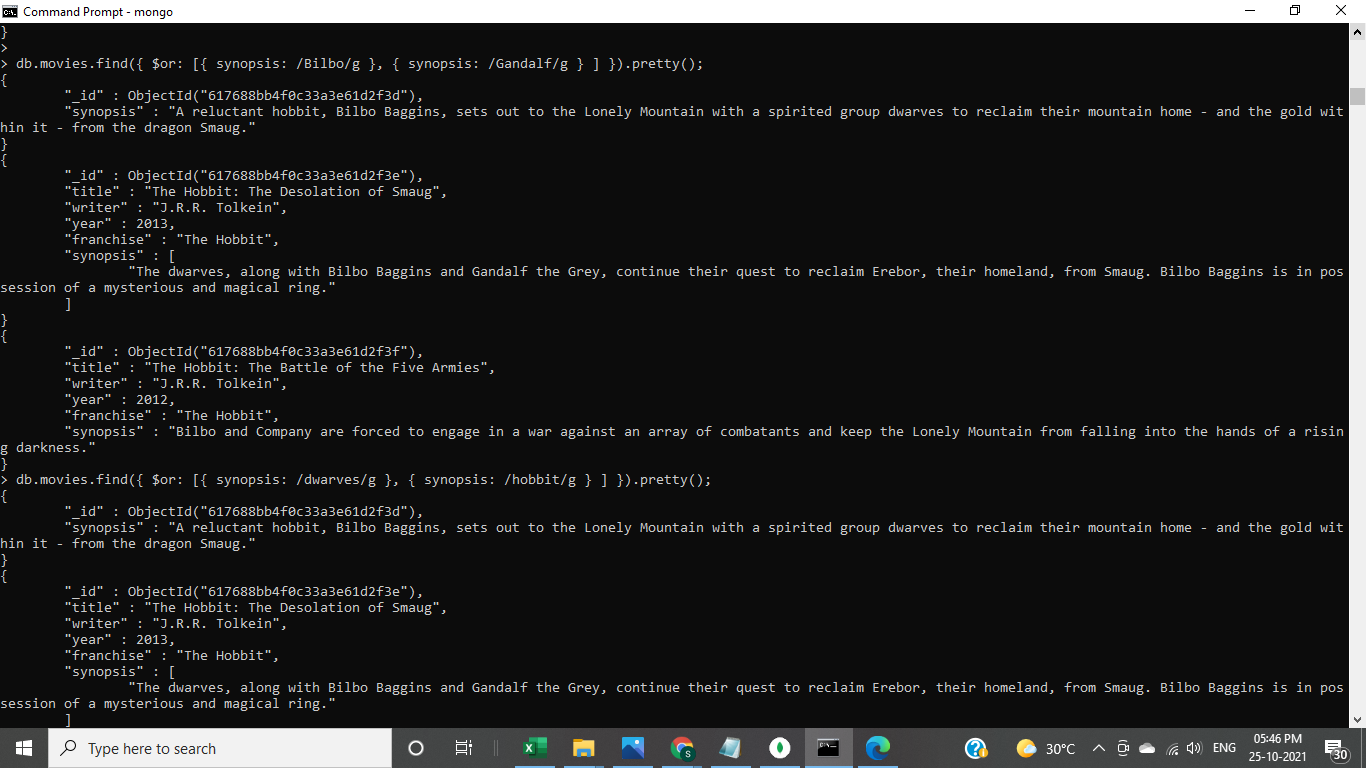 Command Prompt - mongo
}
>
> db.movies.find({ $or: [{ synopsis: /Bilbo/g }, { synopsis: /Gandalf/g } ] }).pretty();
{
"_id" : ObjectId("617688bb4f0c33a3e61d2f3d"),
"synopsis" : "A reluctant hobbit, Bilbo Baggins, sets out to the Lonely Mountain with a spirited group dwarves to reclaim their mountain home - and the gold wit
hin it - from the dragon Smaug."
}
{
"_id" : ObjectId("617688bb4f0c33a3e61d2f3e"),
"title" : "The Hobbit: The Desolation of Smaug",
"writer" : "J.R.R. Tolkein",
"year" : 2013,
"franchise" : "The Hobbit",
"synopsis" : [
"The dwarves, along with Bilbo Baggins and Gandalf the Grey, continue their quest to reclaim Erebor, their homeland, from Smaug. Bilbo Baggins is in pos
session of a mysterious and magical ring."
]
}
{
"_id" : ObjectId("617688bb4f0c33a3e61d2f3f"),
"title" : "The Hobbit: The Battle of the Five Armies",
"writer" : "J.R.R. Tolkein",
"year" : 2012,
"franchise" : "The Hobbit",
"synopsis" : "Bilbo and Company are forced to engage in a war against an array of combatants and keep the Lonely Mountain from falling into the hands of a risin
g darkness."
}
> db.movies.find({ $or: [{ synopsis: /dwarves/g }, { synopsis: /hobbit/g } ] }).pretty();
{
"_id" : ObjectId("617688bb4f0c33a3e61d2f3d"),
"synopsis" : "A reluctant hobbit, Bilbo Baggins, sets out to the Lonely Mountain with a spirited group dwarves to reclaim their mountain home - and the gold wit
hin it - from the dragon Smaug."
}
{
"_id" : ObjectId("617688bb4f0c33a3e61d2f3e"),
"title" : "The Hobbit: The Desolation of Smaug",
"writer" : "J.R.R. Tolkein",
"year" : 2013,
"franchise" : "The Hobbit",
"synopsis" : [
"The dwarves, along with Bilbo Baggins and Gandalf the Grey, continue their quest to reclaim Erebor, their homeland, from Smaug. Bilbo Baggins is in pos
session of a mysterious and magical ring."
]
Type here to search
30°C
ENG
05:46 PM
25-10-2021
30